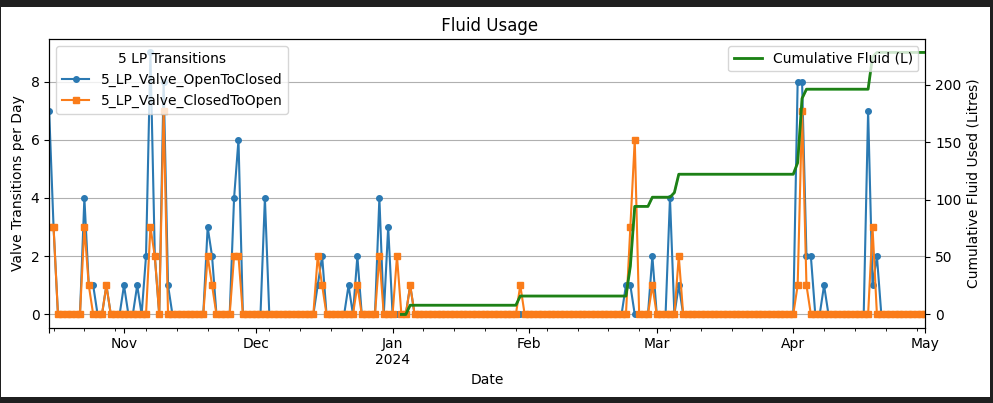 Fluid Usage
5 LP Transitions
5_LP_Valve_OpenToClosed
5_LP_Valve_ClosedToOpen
Cumulative Fluid (L)
Valve Transitions per Day
8
6
4
2
0
Cumulative Fluid Used (Litres)
200
150
100
50
0
Nov
Dec
Jan
2024
Feb
Mar
Apr
May
Date